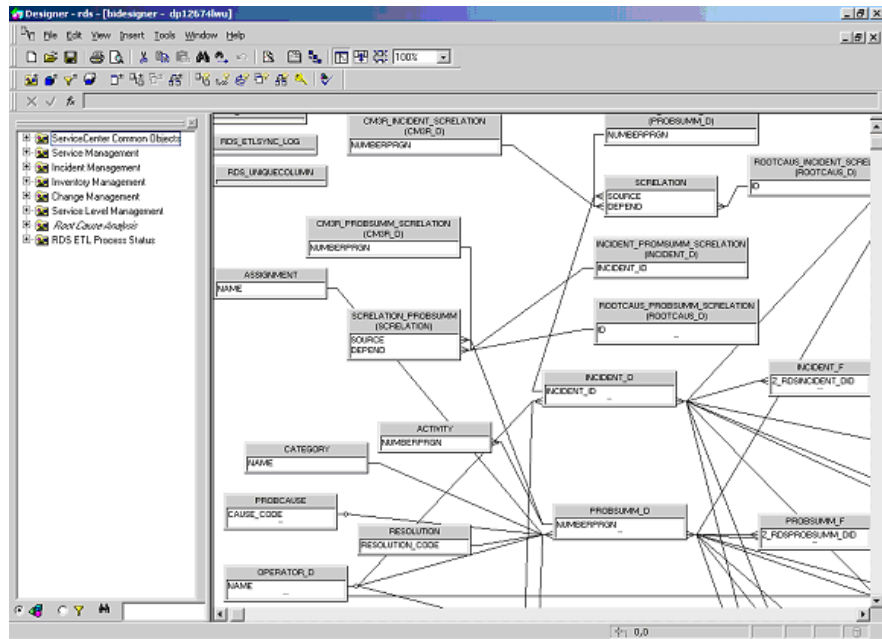 Designer - rds - [bidesigner - dp12674lwu]
File Edit View Insert Tools Window Help
100%
ServiceCenter Common Objects
Service Management
Incident Management
Inventory Management
Change Management
Service Level Management
Root Cause Analysis
RDS ETL Process Status
RDS_ETLSYNC_LOG
RDS_UNIQUECOLUMN
CM3R_INCIDENT_SCRELATION
(CM3R_D)
NUMBERPRGN
(PROBSUMM_D)
NUMBERPRGN
SCRELATION
SOURCE
DEPEND
ROOTCAUS_INCIDENT_SCREL
(ROOTCAUS_D)
ID
CM3R_PROBSUMM_SCRELATION
(CM3R_D)
NUMBERPRGN
INCIDENT_PROMSUMM_SCRELATION
(INCIDENT_D)
INCIDENT_ID
ASSIGNMENT
NAME
SCRELATION_PROBSUMM
(SCRELATION)
SOURCE
DEPEND
ROOTCAUS_PROBSUMM_SCRELATION
(ROOTCAUS_D)
ID
...
INCIDENT_D
INCIDENT_ID
...
INCIDENT_F
Z_RDSINCIDENT_DID
...
ACTIVITY
NUMBERPRGN
CATEGORY
NAME
PROBCAUSE
CAUSE_CODE
...
RESOLUTION
RESOLUTION_CODE
PROBSUMM_D
NUMBERPRGN
...
PROBSUMM_F
Z_RDSPROBSUMM_DID
...
OPERATOR_D
NAME
...
0,0